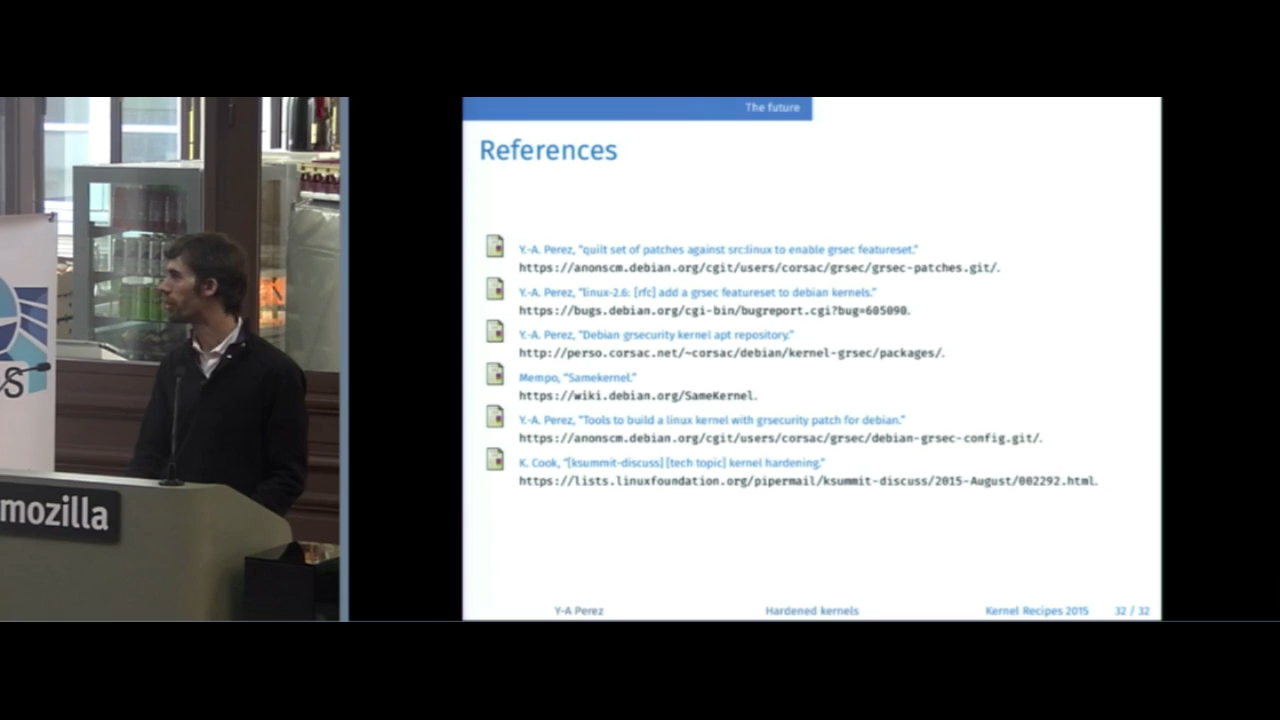 The future
References
Y.-A. Perez, "quilt set of patches against src:linux to enable grsec featureset."
https://anonscm.debian.org/cgit/users/corsac/grsec/grsec-patches.git/.
Y.-A. Perez, "linux-2.6: [rfc] add a grsec featureset to debian kernels."
https://bugs.debian.org/cgi-bin/bugreport.cgi?bug=605090.
Y.-A. Perez, "Debian grsecurity kernel apt repository."
http://perso.corsac.net/~corsac/debian/kernel-grsec/packages/.
Mempo, "Samekernel."
https://wiki.debian.org/SameKernel.
Y.-A. Perez, "Tools to build a linux kernel with grsecurity patch for debian."
https://anonscm.debian.org/cgit/users/corsac/grsec/debian-grsec-config.git/.
K. Cook, "[ksummit-discuss] [tech topic] kernel hardening."
https://lists.linuxfoundation.org/pipermail/ksummit-discuss/2015-August/002292.html.
Y-A Perez Hardened kernels Kernel Recipes 2015 32 / 32
mozilla